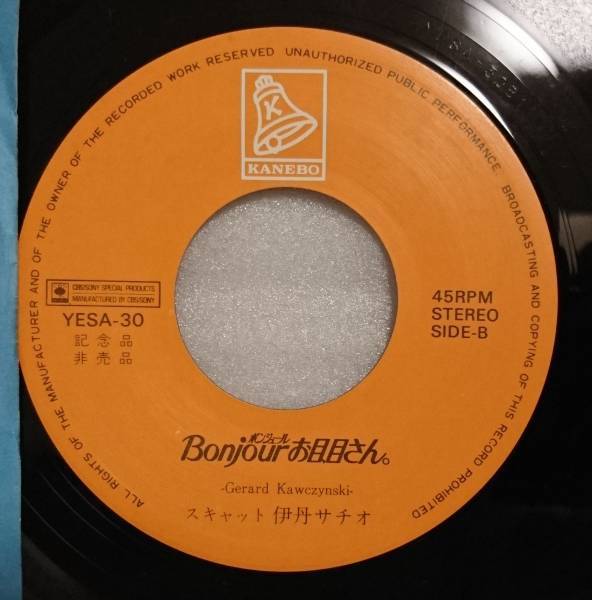 ALL RIGHTS OF THE MANUFACTURER AND OF THE OWNER OF THE RECORDED WORK RESERVED UNAUTHORIZED PUBLIC PERFORMANCE. BROADCASTING AND COPYING OF THIS RECORD PROHIBITED
K
KANEBO
CBS/SONY SPECIAL PRODUCTS
MANUFACTURED BY CBS/SONY
YESA-30
記念品
非売品
45RPM
STEREO
SIDE-B
ボンジュール
Bonjourお目目さん。
-Gerard Kawczynski-
スキャット 伊丹サチオ